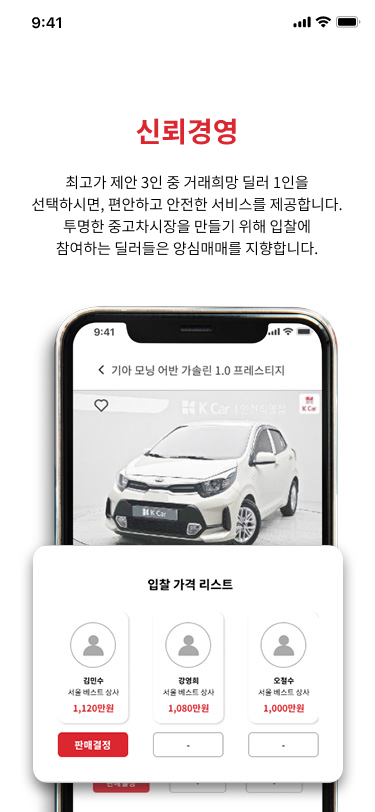 9:41
신뢰경영
최고가 제안 3인 중 거래희망 딜러 1인을
선택하시면, 편안하고 안전한 서비스를 제공합니다.
투명한 중고차시장을 만들기 위해 입찰에
참여하는 딜러들은 양심매매를 지향합니다.
9:41
기아 모닝 어반 가솔린 1.0 프레스티지
K Car
K Car
K Car
입찰 가격 리스트
김민수
서울 베스트 상사
1,120만원
강영희
서울 베스트 상사
1,080만원
오철수
서울 베스트 상사
1,000만원
판매결정
-
-